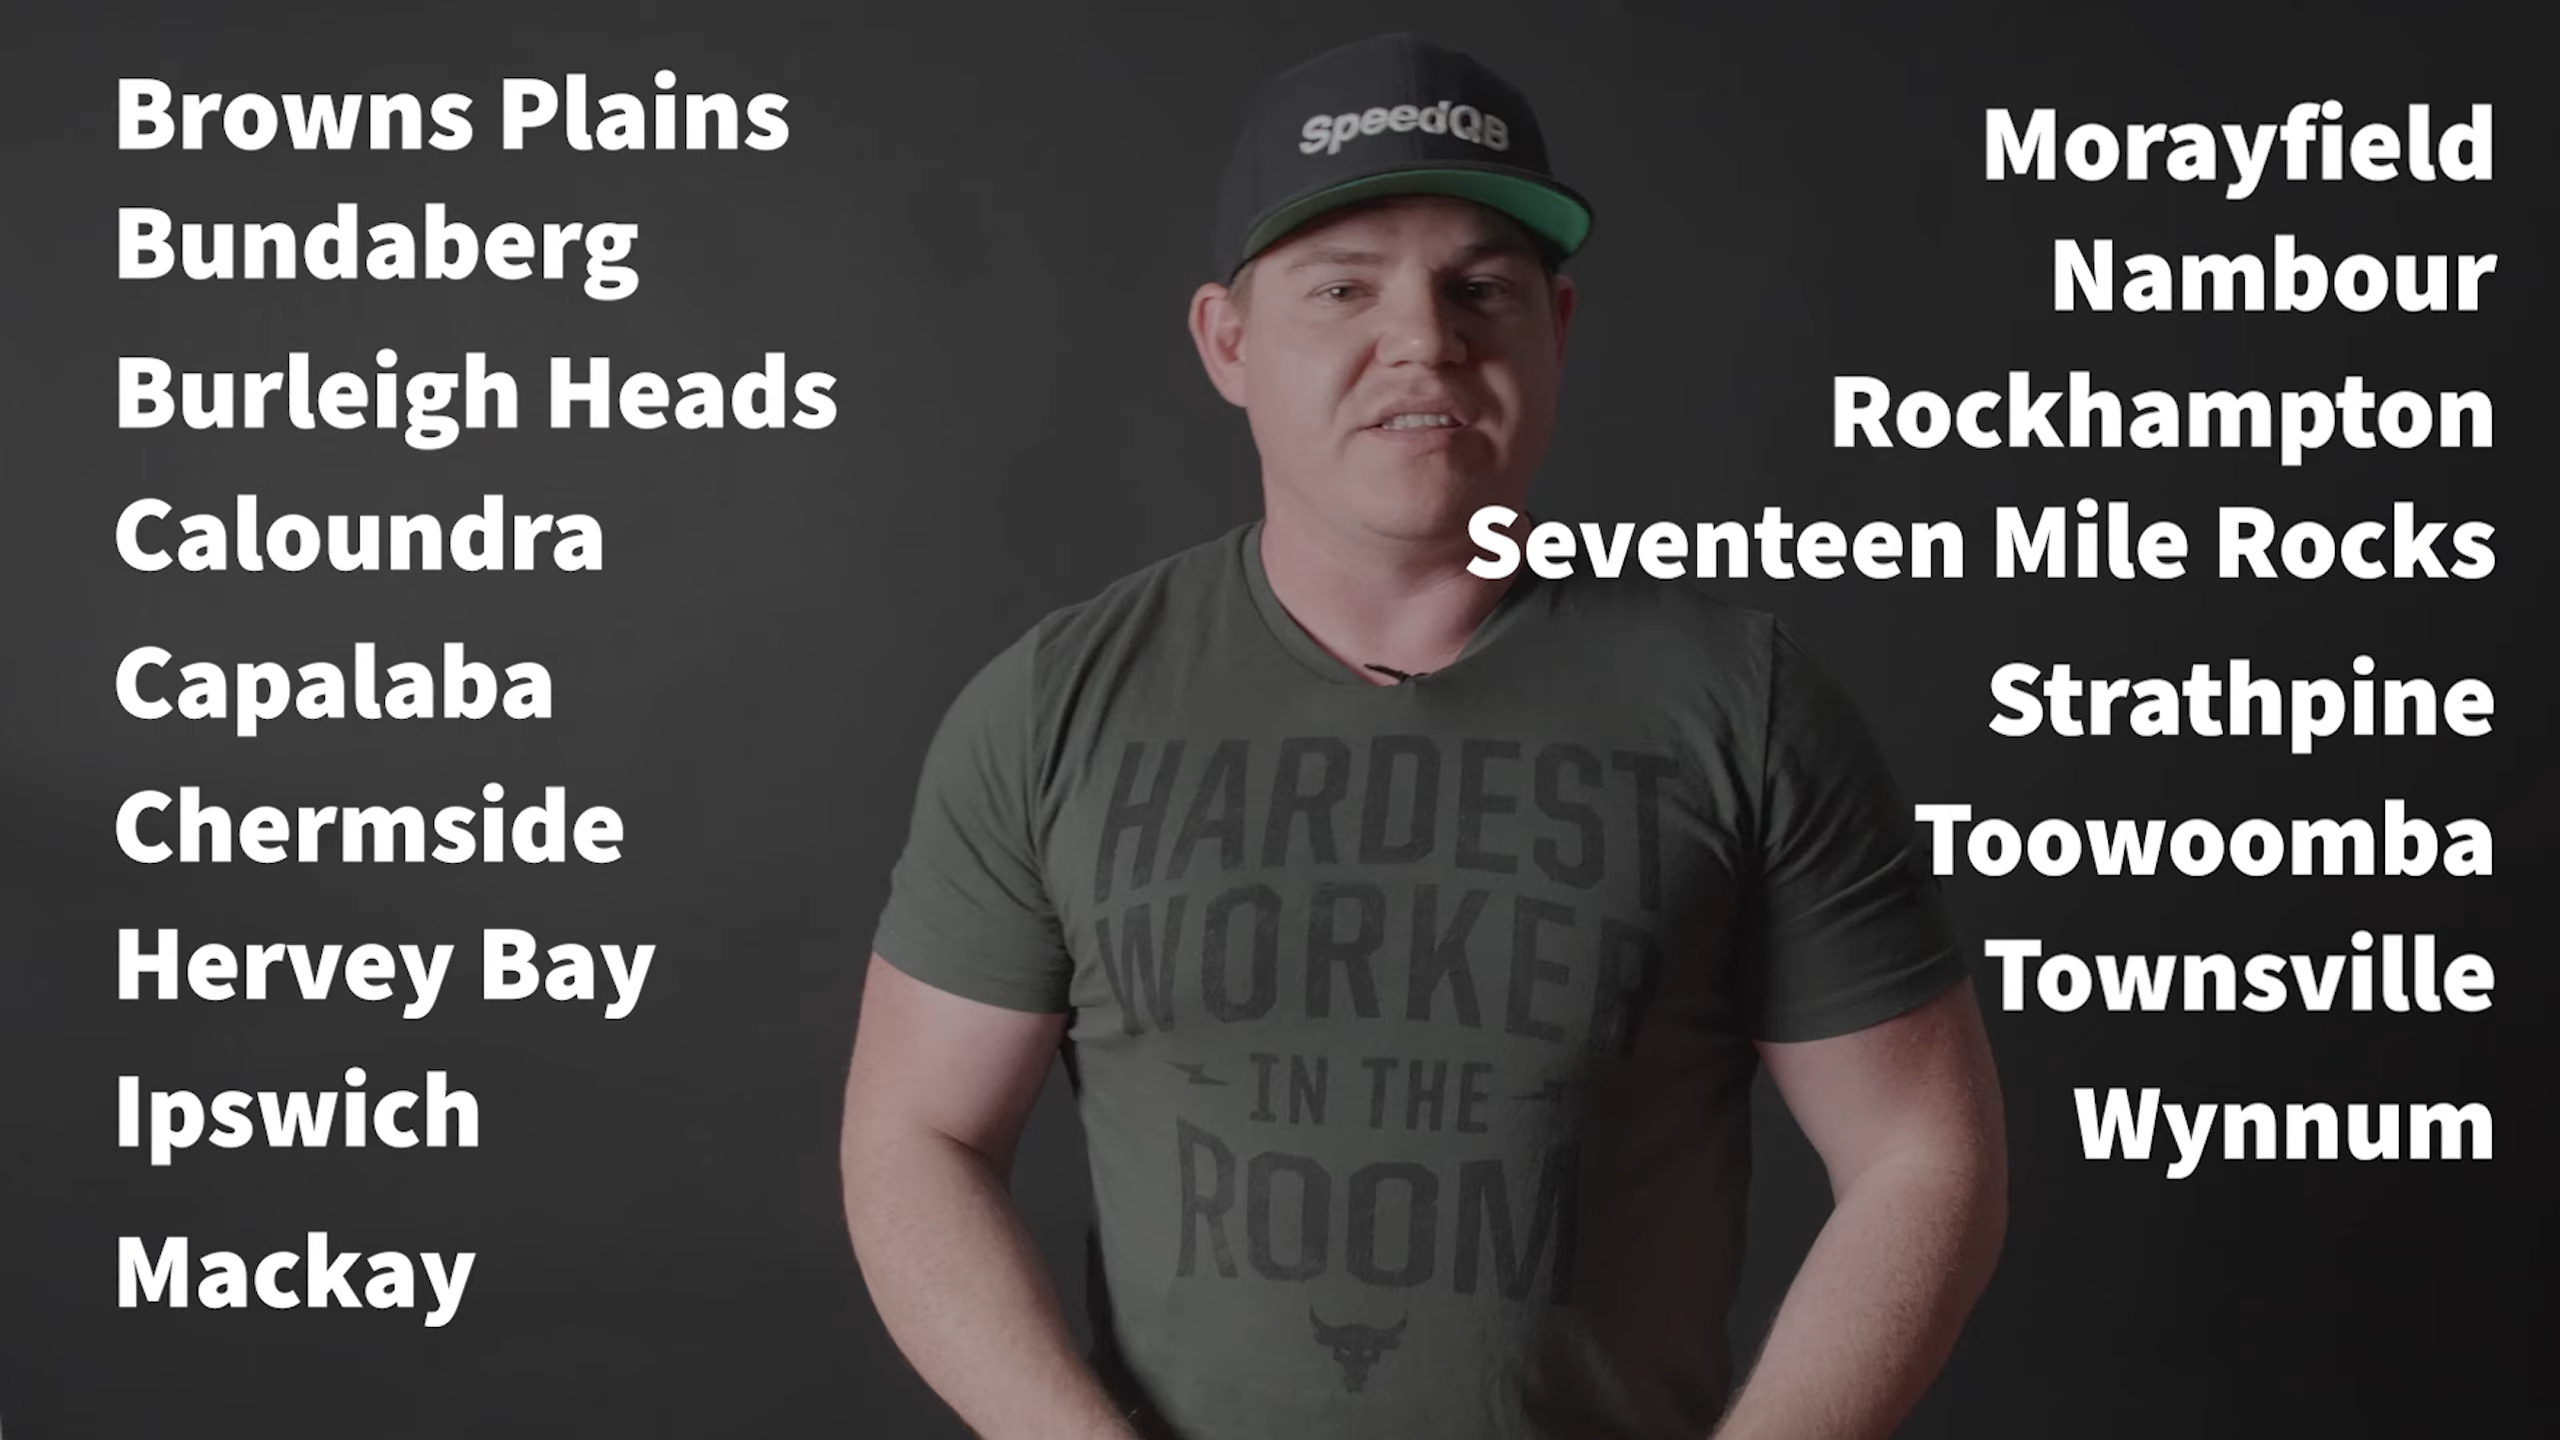 Browns Plains
Bundaberg
Burleigh Heads
Caloundra
Capalaba
Chermside
Hervey Bay
Ipswich
Mackay
Morayfield
Nambour
Rockhampton
Seventeen Mile Rocks
Strathpine
Toowoomba
Townsville
Wynnum
SpeedQB
HARDEST
WORKER
IN THE
ROOM